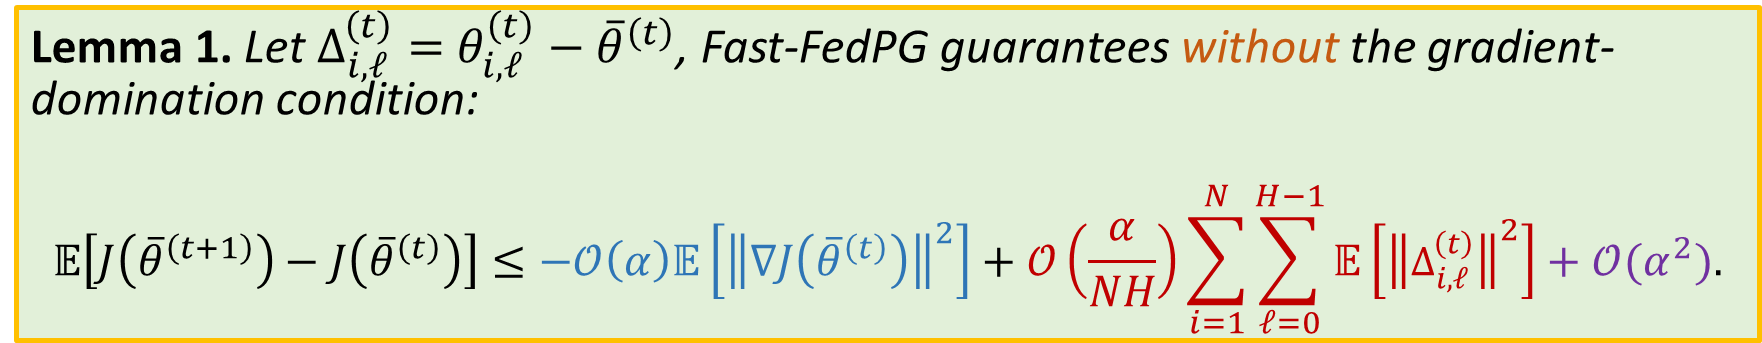 Lemma 1. Let Δ_{i,ℓ}^{(t)} = θ_{i,ℓ}^{(t)} − θ̄^{(t)}, Fast-FedPG guarantees without the gradient-
domination condition:
𝔼[J(θ̄^{(t+1)}) − J(θ̄^{(t)})] ≤ −𝒪(α)𝔼[‖∇J(θ̄^{(t)})‖²] + 𝒪(α/(NH)) ∑_{i=1}^{N} ∑_{ℓ=0}^{H−1} 𝔼[‖Δ_{i,ℓ}^{(t)}‖²] + 𝒪(α²).